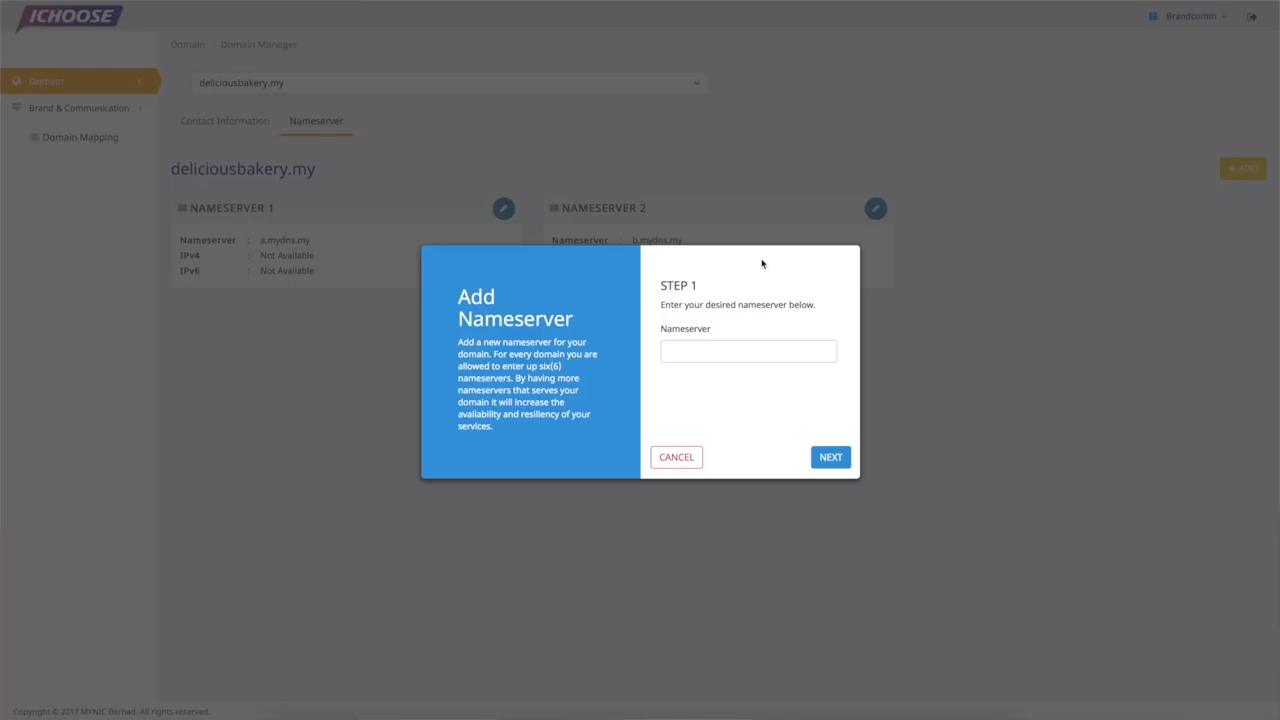 ICHOOSE
Brandcomm
Domain Domain Manager
Domain
deliciousbakery.my
Brand & Communication
Contact Information Nameserver
Domain Mapping
deliciousbakery.my
ADD
NAMESERVER 1
NAMESERVER 2
Nameserver : a.mydns.my
Nameserver : b.mydns.my
IPv4 : Not Available
IPv6 : Not Available
Add
Nameserver
Add a new nameserver for your
domain. For every domain you are
allowed to enter up six(6)
nameservers. By having more
nameservers that serves your
domain it will increase the
availability and resiliency of your
services.
STEP 1
Enter your desired nameserver below.
Nameserver
CANCEL
NEXT
Copyright © 2017 MYNIC Berhad. All rights reserved.